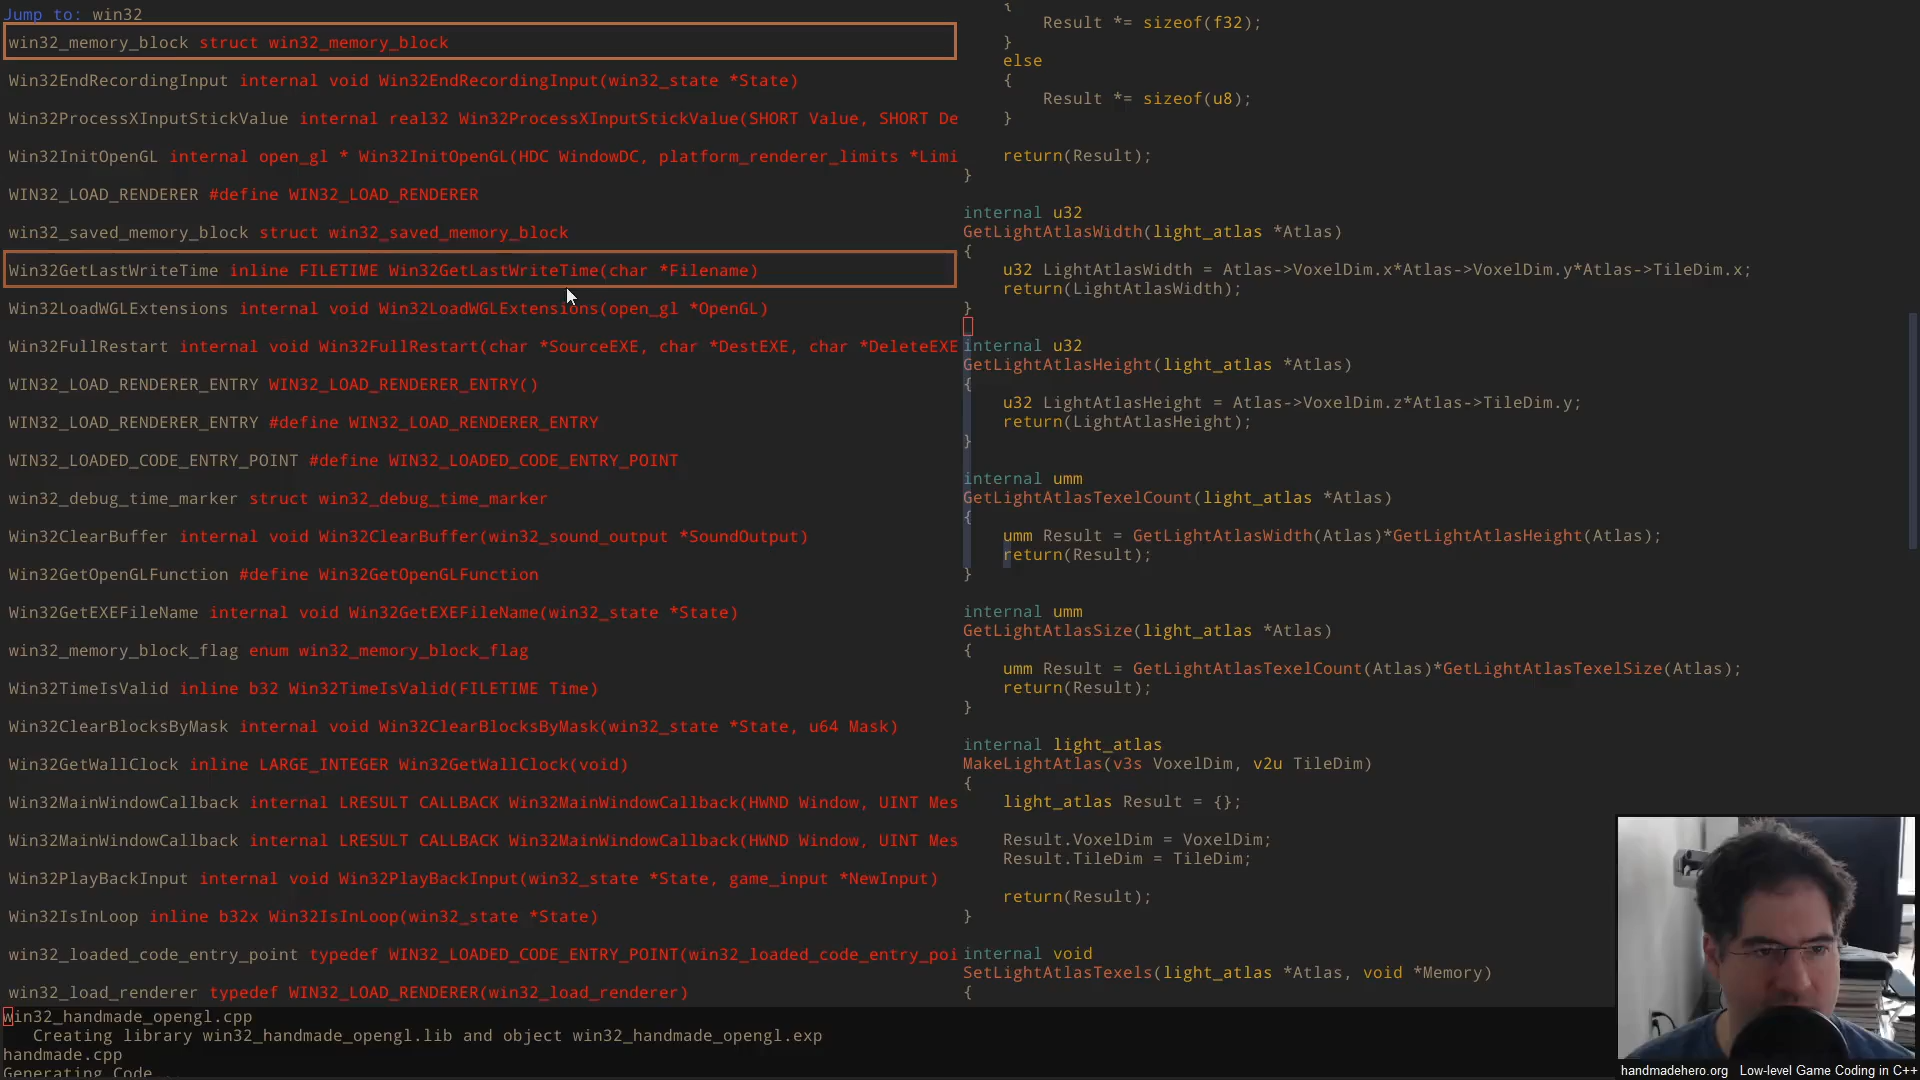 Jump to: win32
win32_memory_block struct win32_memory_block
Win32EndRecordingInput internal void Win32EndRecordingInput(win32_state *State)
Win32ProcessXInputStickValue internal real32 Win32ProcessXInputStickValue(SHORT Value, SHORT De
Win32InitOpenGL internal open_gl * Win32InitOpenGL(HDC WindowDC, platform_renderer_limits *Limi
WIN32_LOAD_RENDERER #define WIN32_LOAD_RENDERER
win32_saved_memory_block struct win32_saved_memory_block
Win32GetLastWriteTime inline FILETIME Win32GetLastWriteTime(char *Filename)
Win32LoadWGLExtensions internal void Win32LoadWGLExtensions(open_gl *OpenGL)
Win32FullRestart internal void Win32FullRestart(char *SourceEXE, char *DestEXE, char *DeleteEXE
WIN32_LOAD_RENDERER_ENTRY WIN32_LOAD_RENDERER_ENTRY()
WIN32_LOAD_RENDERER_ENTRY #define WIN32_LOAD_RENDERER_ENTRY
WIN32_LOADED_CODE_ENTRY_POINT #define WIN32_LOADED_CODE_ENTRY_POINT
win32_debug_time_marker struct win32_debug_time_marker
Win32ClearBuffer internal void Win32ClearBuffer(win32_sound_output *SoundOutput)
Win32GetOpenGLFunction #define Win32GetOpenGLFunction
Win32GetEXEFileName internal void Win32GetEXEFileName(win32_state *State)
win32_memory_block_flag enum win32_memory_block_flag
Win32TimeIsValid inline b32 Win32TimeIsValid(FILETIME Time)
Win32ClearBlocksByMask internal void Win32ClearBlocksByMask(win32_state *State, u64 Mask)
Win32GetWallClock inline LARGE_INTEGER Win32GetWallClock(void)
Win32MainWindowCallback internal LRESULT CALLBACK Win32MainWindowCallback(HWND Window, UINT Mes
Win32MainWindowCallback internal LRESULT CALLBACK Win32MainWindowCallback(HWND Window, UINT Mes
Win32PlayBackInput internal void Win32PlayBackInput(win32_state *State, game_input *NewInput)
Win32IsInLoop inline b32x Win32IsInLoop(win32_state *State)
win32_loaded_code_entry_point typedef WIN32_LOADED_CODE_ENTRY_POINT(win32_loaded_code_entry_poi
win32_load_renderer typedef WIN32_LOAD_RENDERER(win32_load_renderer)
win32_handmade_opengl.cpp
Creating library win32_handmade_opengl.lib and object win32_handmade_opengl.exp
handmade.cpp
Generating Code
{
Result *= sizeof(f32);
}
else
{
Result *= sizeof(u8);
}
return(Result);
}
internal u32
GetLightAtlasWidth(light_atlas *Atlas)
{
u32 LightAtlasWidth = Atlas->VoxelDim.x*Atlas->VoxelDim.y*Atlas->TileDim.x;
return(LightAtlasWidth);
}
internal u32
GetLightAtlasHeight(light_atlas *Atlas)
{
u32 LightAtlasHeight = Atlas->VoxelDim.z*Atlas->TileDim.y;
return(LightAtlasHeight);
}
internal umm
GetLightAtlasTexelCount(light_atlas *Atlas)
{
umm Result = GetLightAtlasWidth(Atlas)*GetLightAtlasHeight(Atlas);
return(Result);
}
internal umm
GetLightAtlasSize(light_atlas *Atlas)
{
umm Result = GetLightAtlasTexelCount(Atlas)*GetLightAtlasTexelSize(Atlas);
return(Result);
}
internal light_atlas
MakeLightAtlas(v3s VoxelDim, v2u TileDim)
{
light_atlas Result = {};
Result.VoxelDim = VoxelDim;
Result.TileDim = TileDim;
return(Result);
}
internal void
SetLightAtlasTexels(light_atlas *Atlas, void *Memory)
{
handmadehero.org Low-level Game Coding in C++